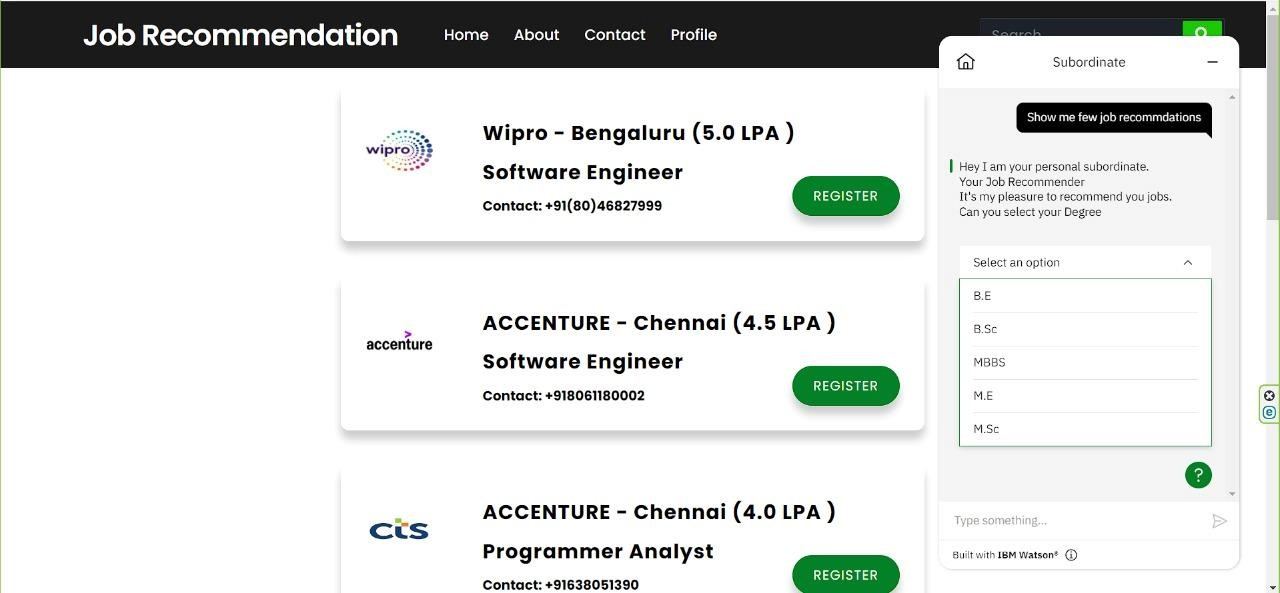 Job Recommendation
Home
About
Contact
Profile
Search
Subordinate
Show me few job recommdations
Hey I am your personal subordinate.
Your Job Recommender
It's my pleasure to recommend you jobs.
Can you select your Degree
Select an option
B.E
B.Sc
MBBS
M.E
M.Sc
?
Type something...
Built with IBM Watson®
wipro
Wipro - Bengaluru (5.0 LPA )
Software Engineer
Contact: +91(80)46827999
REGISTER
accenture
ACCENTURE - Chennai (4.5 LPA )
Software Engineer
Contact: +918061180002
REGISTER
cts
ACCENTURE - Chennai (4.0 LPA )
Programmer Analyst
Contact: +91638051390
REGISTER